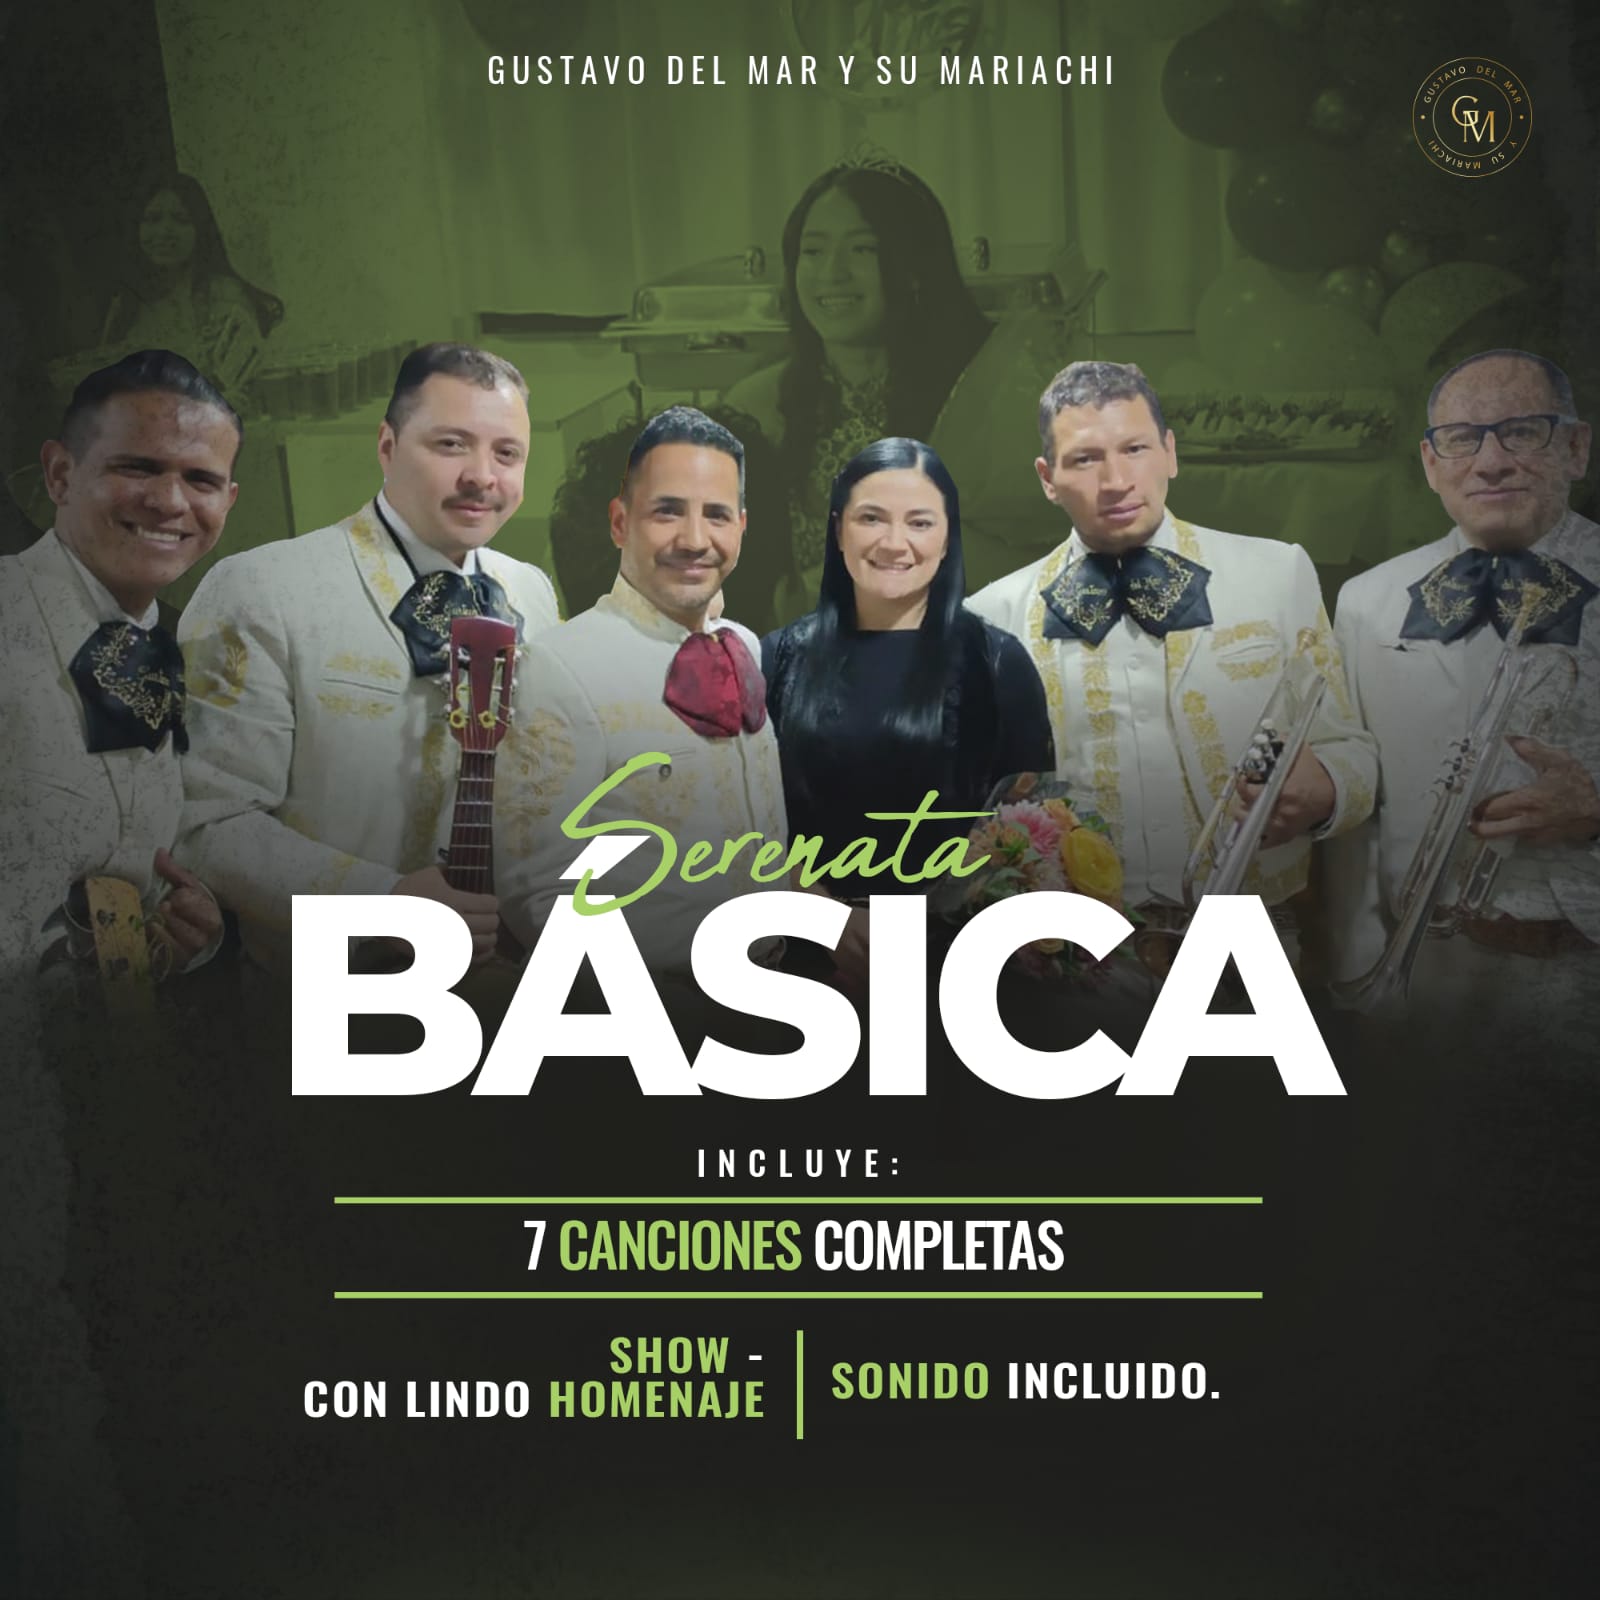 GUSTAVO DEL MAR Y SU MARIACHI
GUSTAVO DEL MAR
GM
Y SU MARIACHI
Serenata
BÁSICA
INCLUYE:
7 CANCIONES COMPLETAS
SHOW -
CON LINDO HOMENAJE
SONIDO INCLUIDO.